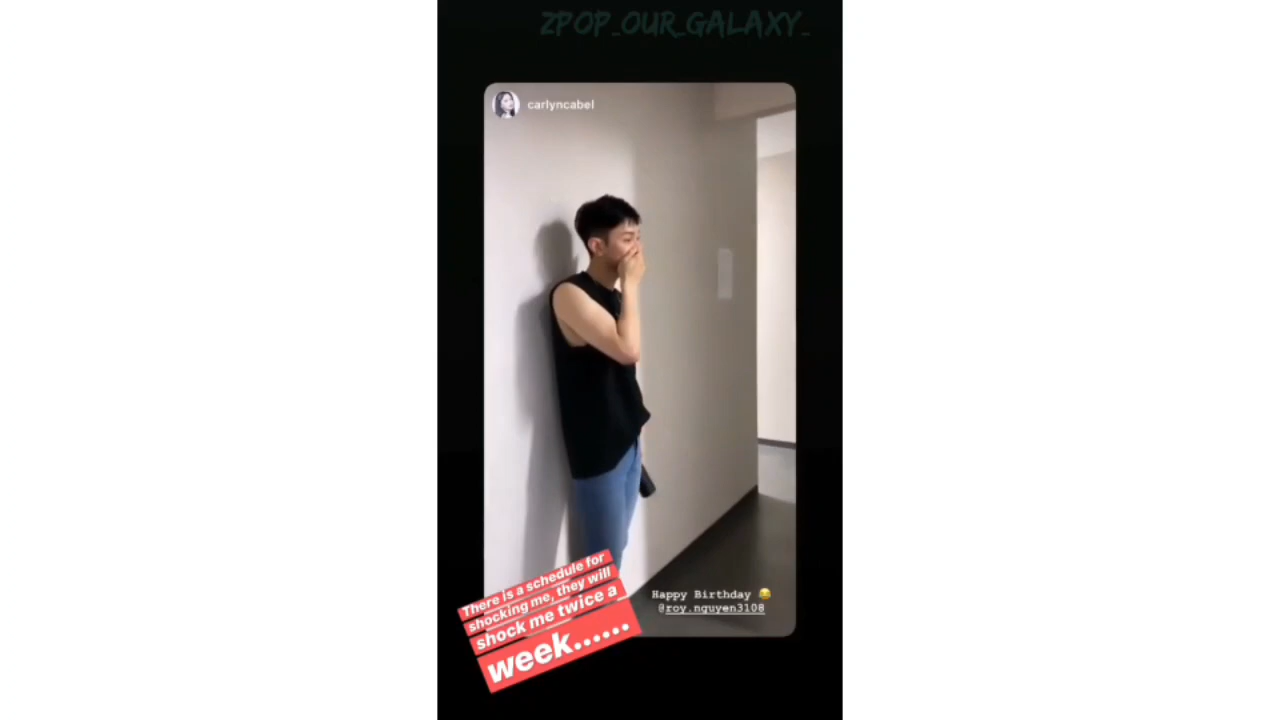 ZPOP_OUR_GALAXY_
carlyncabel
Happy Birthday 😂
@roy.nguyen3108
There is a schedule for
shocking me, they will
shock me twice a
week......